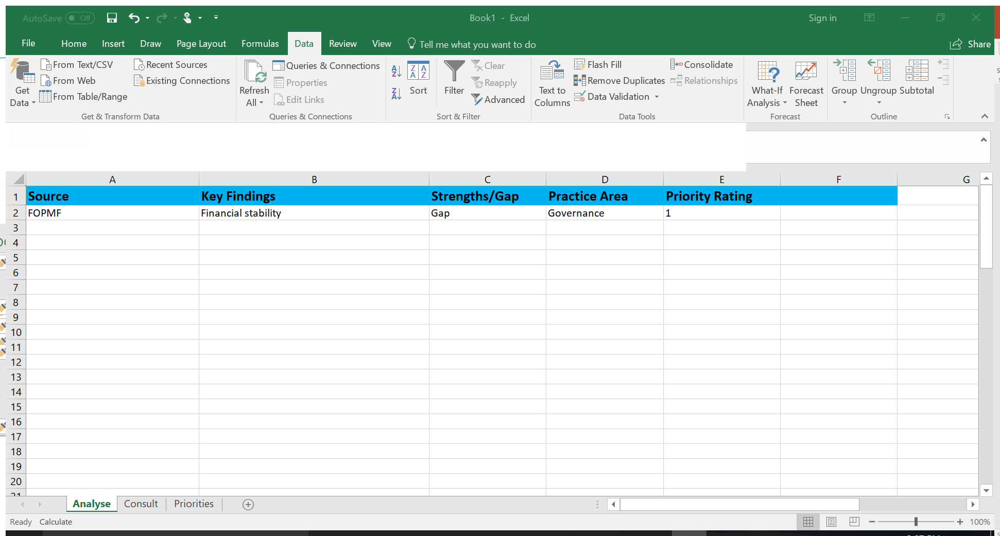 AutoSave Off
Book1 - Excel
Sign in
File Home Insert Draw Page Layout Formulas Data Review View Tell me what you want to do Share
Get Data
From Text/CSV
From Web
From Table/Range
Recent Sources
Existing Connections
Get & Transform Data
Refresh All
Queries & Connections
Properties
Edit Links
Queries & Connections
Sort
Filter
Clear
Reapply
Advanced
Sort & Filter
Text to Columns
Flash Fill
Remove Duplicates
Data Validation
Consolidate
Relationships
Data Tools
What-If Analysis
Forecast Sheet
Forecast
Group
Ungroup
Subtotal
Outline
A B C D E F G
1 Source Key Findings Strengths/Gap Practice Area Priority Rating
2 FOPMF Financial stability Gap Governance 1
3
4
5
6
7
8
9
10
11
12
13
14
15
16
17
18
19
20
21
Analyse Consult Priorities
Ready Calculate
100%